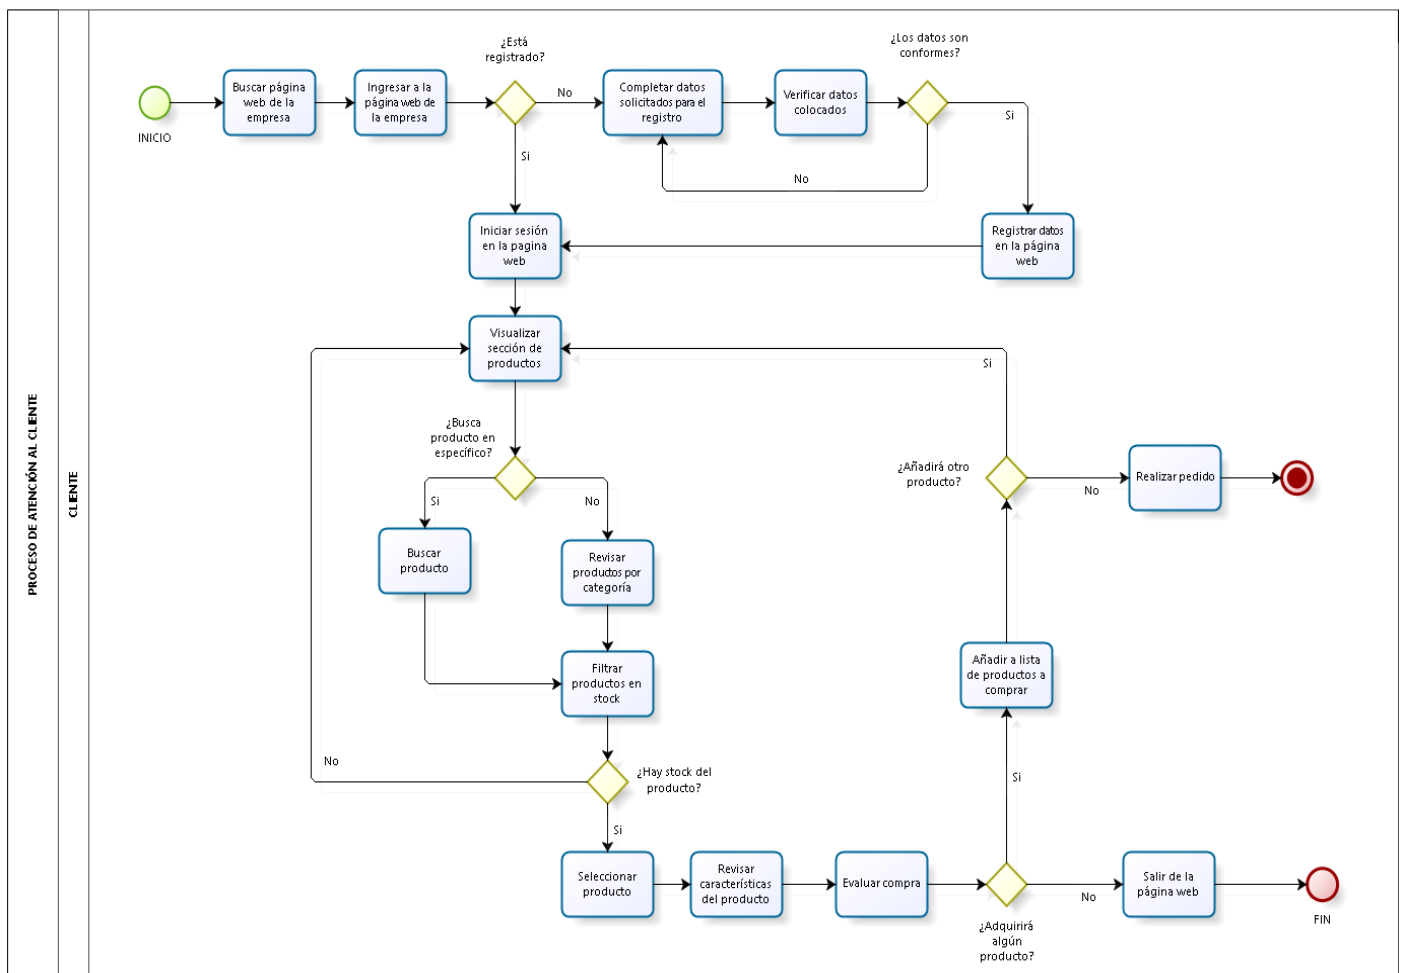 PROCESO DE ATENCIÓN AL CLIENTE
CLIENTE
¿Está
registrado?
¿Los datos son
conformes?
INICIO
Buscar página
web de la
empresa
Ingresar a la
página web de
la empresa
No
Completar datos
solicitados para el
registro
Verificar datos
colocados
Si
Si
No
Iniciar sesión
en la pagina
web
Registrar datos
en la página
web
Visualizar
sección de
productos
Si
¿Busca
producto en
específico?
Si
No
¿Añadirá otro
producto?
No
Realizar pedido
Buscar
producto
Revisar
productos por
categoría
Filtrar
productos en
stock
Añadir a lista
de productos a
comprar
No
¿Hay stock del
producto?
Si
Si
Seleccionar
producto
Revisar
características
del producto
Evaluar compra
No
Salir de la
página web
¿Adquirirá
algún
producto?
FIN